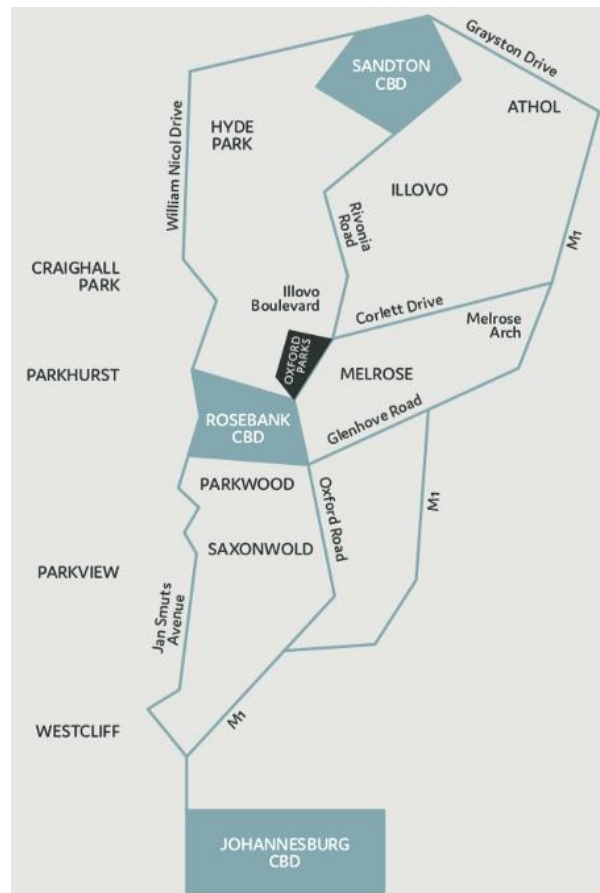 Grayston Drive
SANDTON
CBD
ATHOL
HYDE
PARK
William Nicol Drive
ILLOVO
Rivonia
Road
M1
CRAIGHALL
PARK
Illovo
Boulevard
Corlett Drive
Melrose
Arch
OXFORD
PARKS
PARKHURST
MELROSE
ROSEBANK
CBD
Glenhove Road
PARKWOOD
Oxford Road
M1
SAXONWOLD
PARKVIEW
Jan Smuts
Avenue
WESTCLIFF
M1
JOHANNESBURG
CBD